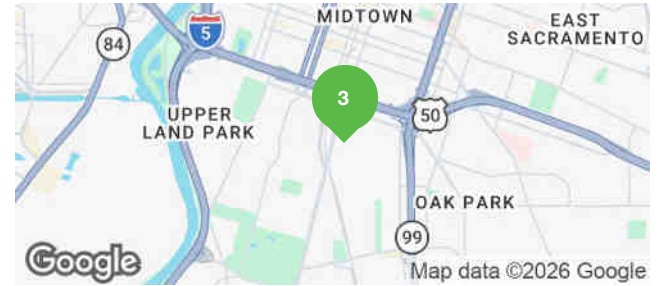 MIDTOWN
EAST
SACRAMENTO
84
5
3
50
UPPER
LAND PARK
OAK PARK
99
Google
Map data ©2026 Google